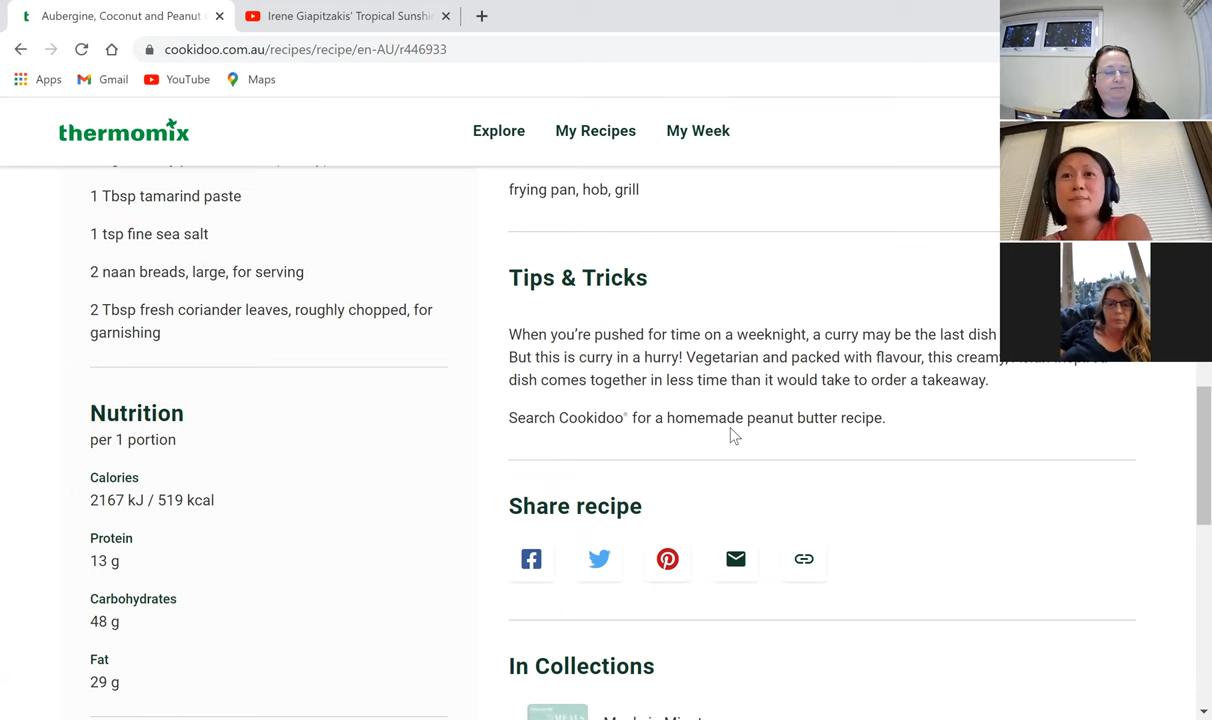 Aubergine, Coconut and Peanut
Irene Giapitzakis' Tropical Sunshi
cookidoo.com.au/recipes/recipe/en-AU/r446933
Apps Gmail YouTube Maps
thermomix
Explore My Recipes My Week
1 Tbsp tamarind paste
1 tsp fine sea salt
2 naan breads, large, for serving
2 Tbsp fresh coriander leaves, roughly chopped, for
garnishing
Nutrition
per 1 portion
Calories
2167 kJ / 519 kcal
Protein
13 g
Carbohydrates
48 g
Fat
29 g
frying pan, hob, grill
Tips & Tricks
When you're pushed for time on a weeknight, a curry may be the last dish
But this is curry in a hurry! Vegetarian and packed with flavour, this creamy,
dish comes together in less time than it would take to order a takeaway.
Search Cookidoo® for a homemade peanut butter recipe.
Share recipe
In Collections